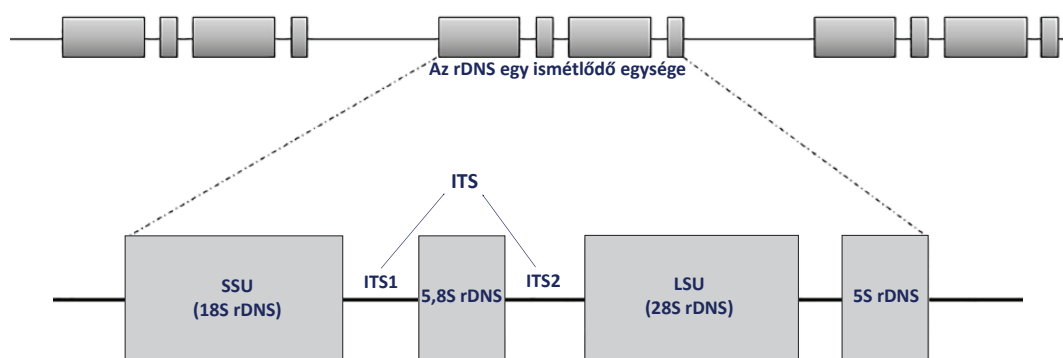 Az rDNS egy ismétlődő egysége
ITS
ITS1
ITS2
SSU
(18S rDNS)
5,8S rDNS
LSU
(28S rDNS)
5S rDNS